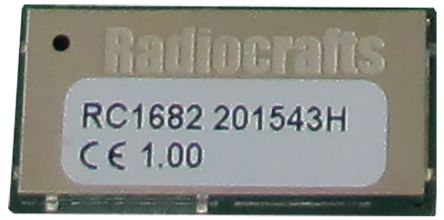 Radiocrafts
RC1682 201543H
CE 1.00